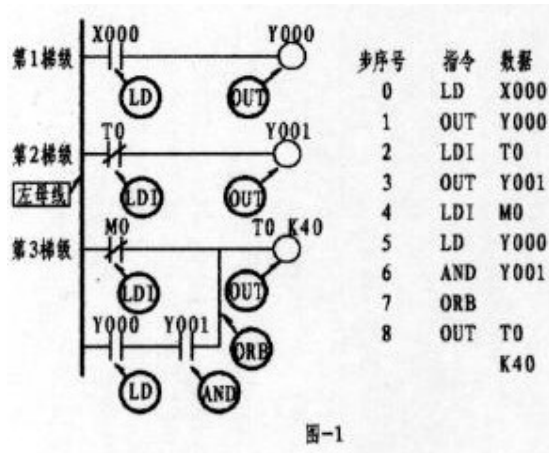 X000 Y000
第1梯级
LD OUT
T0 Y001
第2梯级
左母线
LDI OUT
M0 T0 K40
第3梯级
LDI OUT
Y000 Y001
ORB
LD AND
步序号 指令 数据
0 LD X000
1 OUT Y000
2 LDI T0
3 OUT Y001
4 LDI M0
5 LD Y000
6 AND Y001
7 ORB
8 OUT T0
K40
图-1